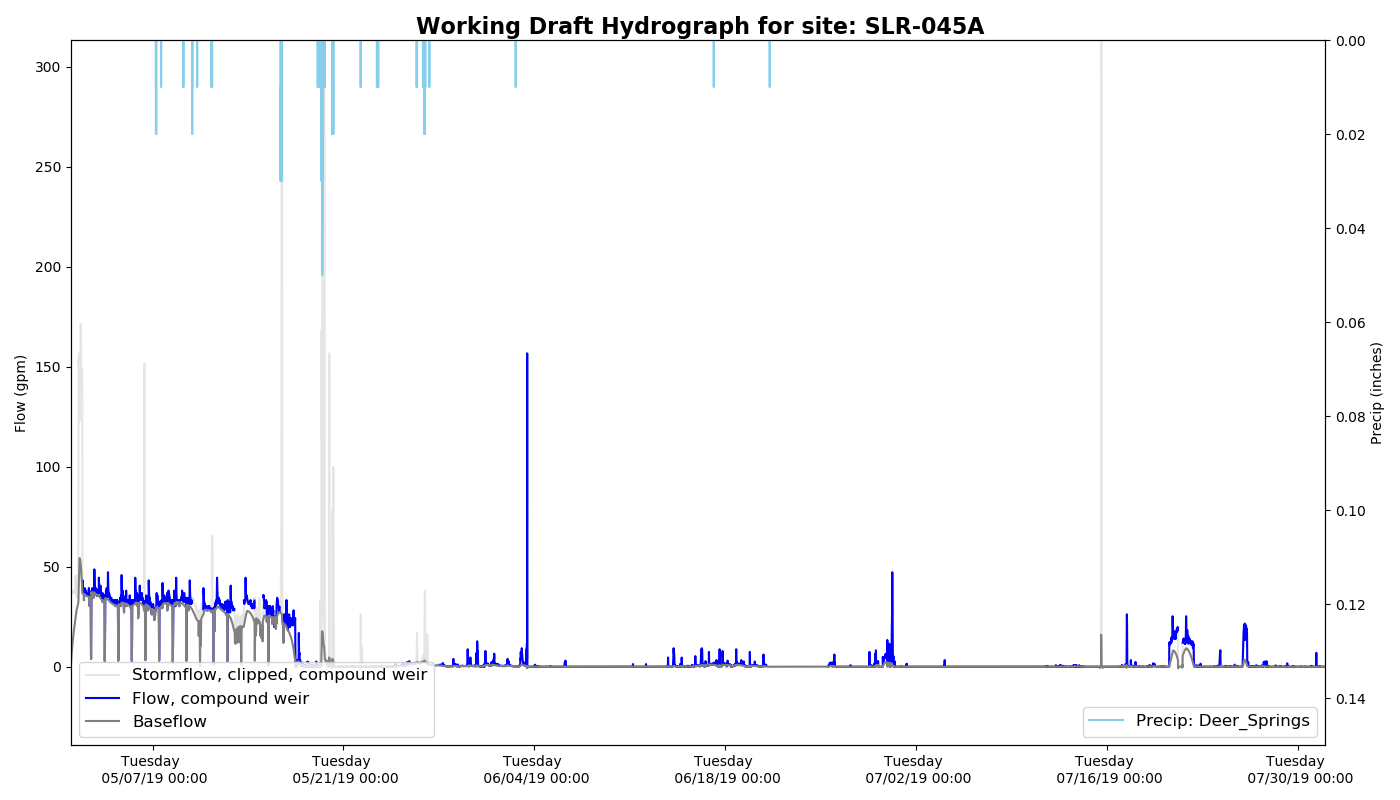 Working Draft Hydrograph for site: SLR-045A
300
250
200
150
100
50
0
Flow (gpm)
0.00
0.02
0.04
0.06
0.08
0.10
0.12
0.14
Precip (inches)
Stormflow, clipped, compound weir
Flow, compound weir
Baseflow
Precip: Deer_Springs
Tuesday
05/07/19 00:00
Tuesday
05/21/19 00:00
Tuesday
06/04/19 00:00
Tuesday
06/18/19 00:00
Tuesday
07/02/19 00:00
Tuesday
07/16/19 00:00
Tuesday
07/30/19 00:00